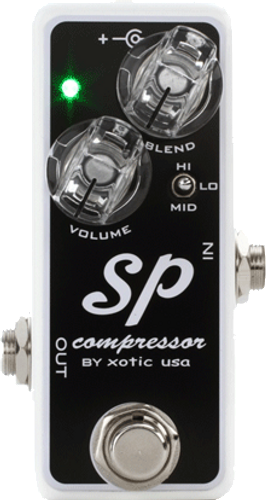 BLEND
HI
LO
MID
VOLUME
IN
SP
compressor
OUT
BY xotic USA